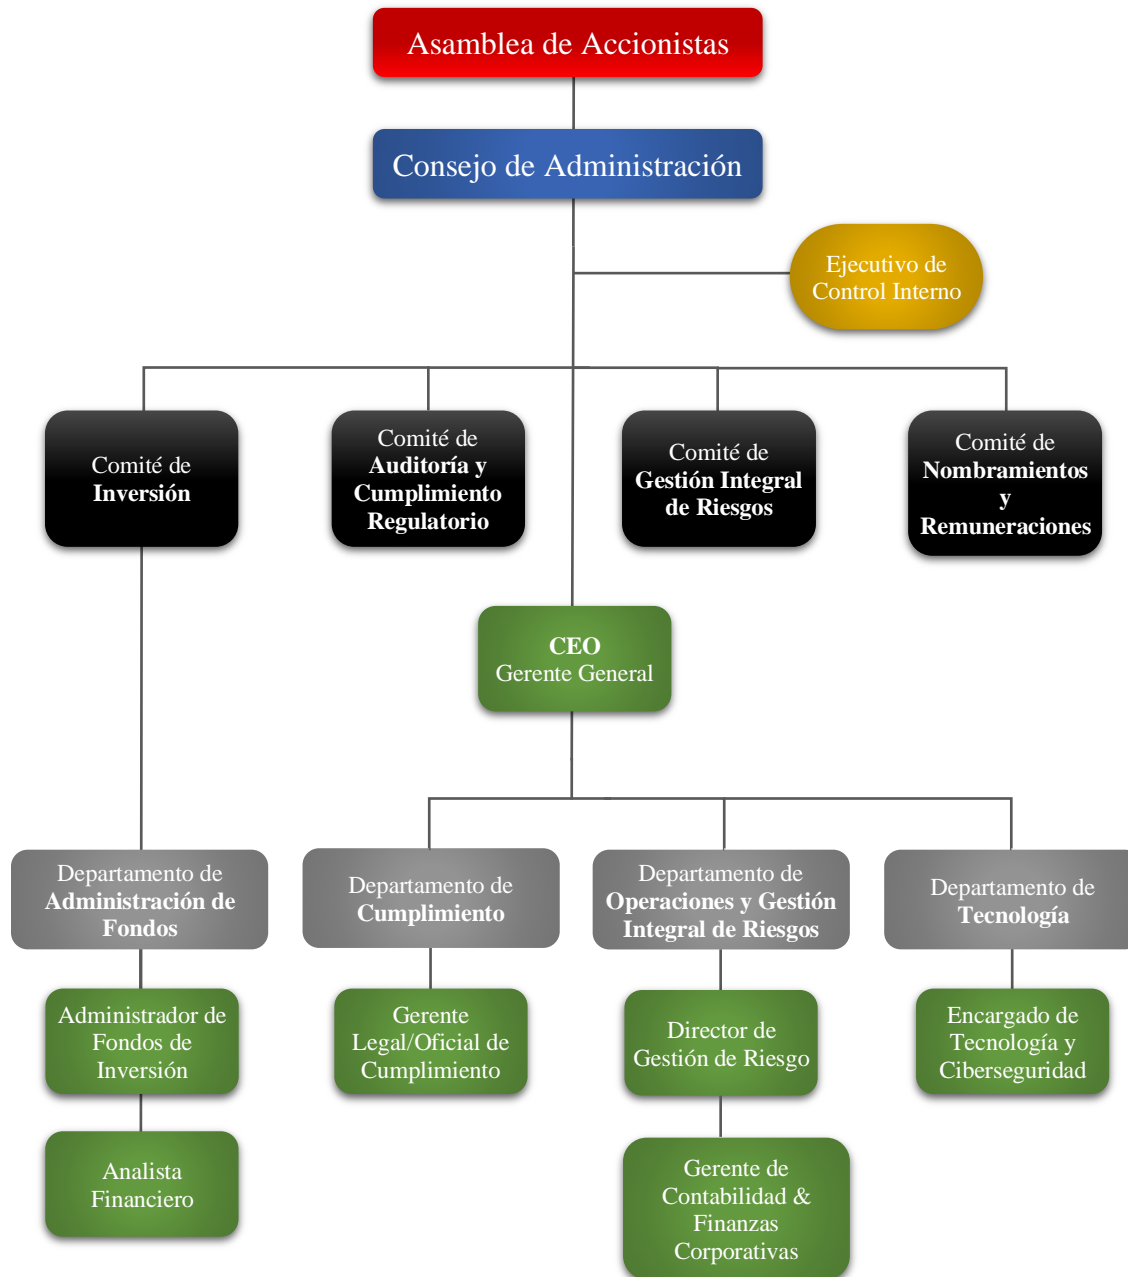 Asamblea de Accionistas
Consejo de Administración
Ejecutivo de
Control Interno
Comité de
Inversión
Comité de
Auditoría y
Cumplimiento
Regulatorio
Comité de
Gestión Integral
de Riesgos
Comité de
Nombramientos
y
Remuneraciones
CEO
Gerente General
Departamento de
Administración de
Fondos
Departamento de
Cumplimiento
Departamento de
Operaciones y Gestión
Integral de Riesgos
Departamento de
Tecnología
Administrador de
Fondos de
Inversión
Gerente
Legal/Oficial de
Cumplimiento
Director de
Gestión de Riesgo
Encargado de
Tecnología y
Ciberseguridad
Analista
Financiero
Gerente de
Contabilidad &
Finanzas
Corporativas